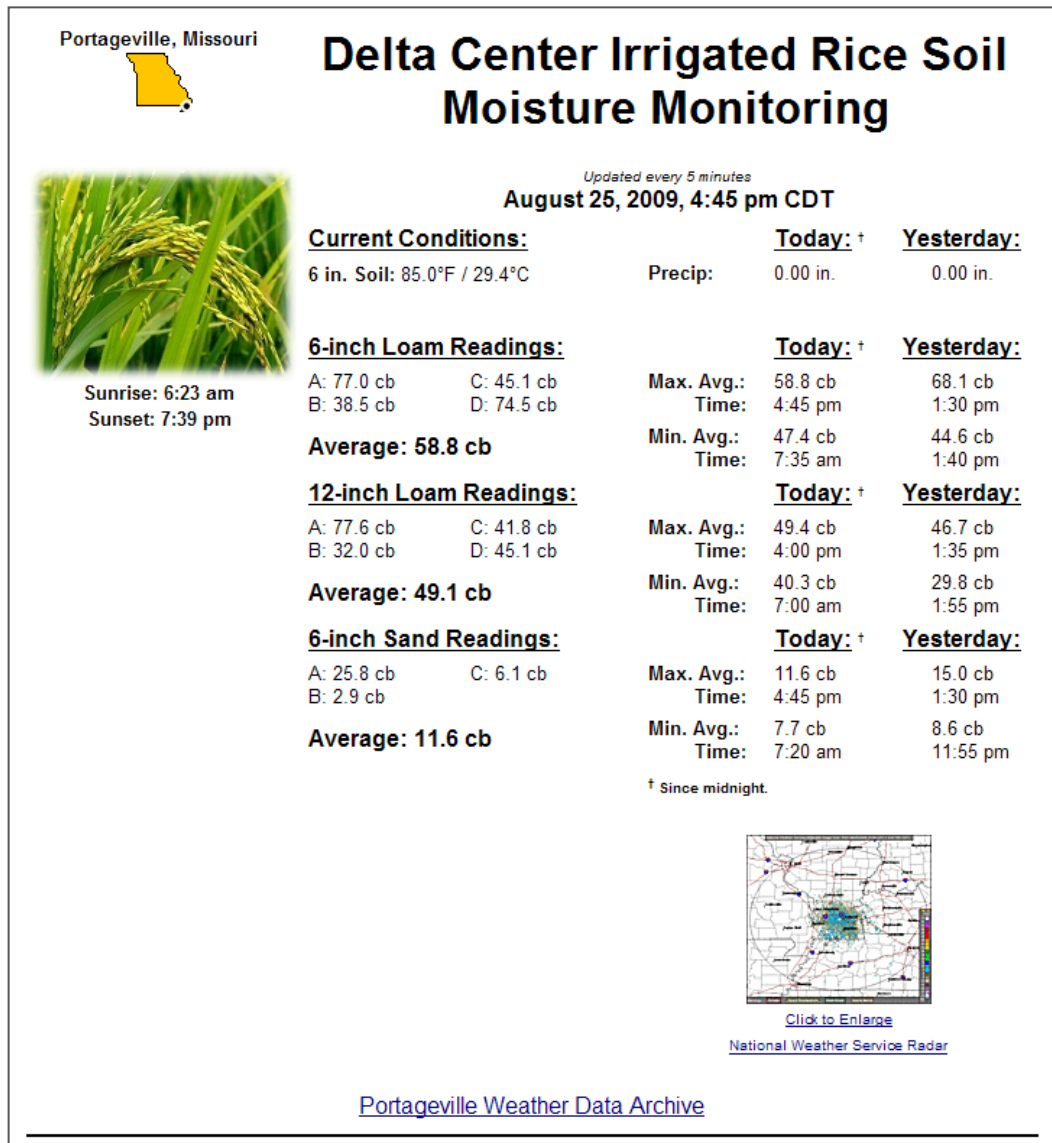 Portageville, Missouri
Delta Center Irrigated Rice Soil
Moisture Monitoring
Updated every 5 minutes
August 25, 2009, 4:45 pm CDT
Sunrise: 6:23 am
Sunset: 7:39 pm
Current Conditions: Today: † Yesterday:
6 in. Soil: 85.0°F / 29.4°C Precip: 0.00 in. 0.00 in.
6-inch Loam Readings: Today: † Yesterday:
A: 77.0 cb C: 45.1 cb Max. Avg.: 58.8 cb 68.1 cb
B: 38.5 cb D: 74.5 cb Time: 4:45 pm 1:30 pm
Average: 58.8 cb Min. Avg.: 47.4 cb 44.6 cb
Time: 7:35 am 1:40 pm
12-inch Loam Readings: Today: † Yesterday:
A: 77.6 cb C: 41.8 cb Max. Avg.: 49.4 cb 46.7 cb
B: 32.0 cb D: 45.1 cb Time: 4:00 pm 1:35 pm
Average: 49.1 cb Min. Avg.: 40.3 cb 29.8 cb
Time: 7:00 am 1:55 pm
6-inch Sand Readings: Today: † Yesterday:
A: 25.8 cb C: 6.1 cb Max. Avg.: 11.6 cb 15.0 cb
B: 2.9 cb Time: 4:45 pm 1:30 pm
Average: 11.6 cb Min. Avg.: 7.7 cb 8.6 cb
Time: 7:20 am 11:55 pm
† Since midnight.
Click to Enlarge
National Weather Service Radar
Portageville Weather Data Archive